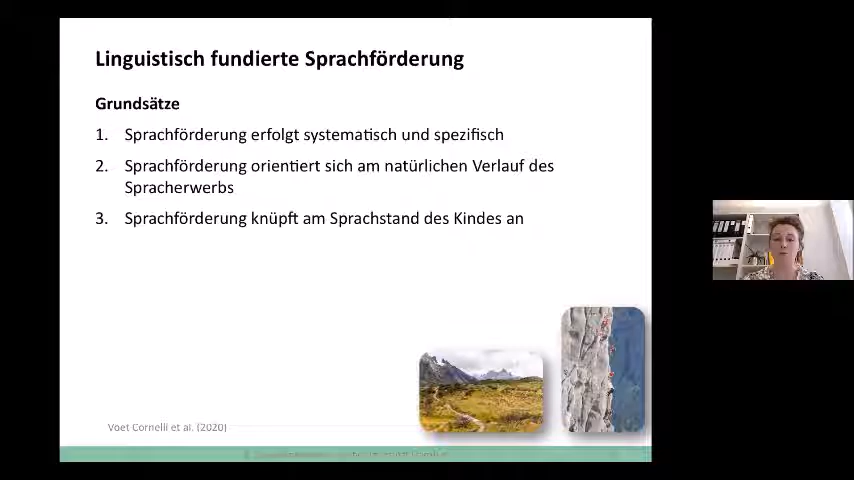 Linguistisch fundierte Sprachförderung
Grundsätze
1. Sprachförderung erfolgt systematisch und spezifisch
2. Sprachförderung orientiert sich am natürlichen Verlauf des
Spracherwerbs
3. Sprachförderung knüpft am Sprachstand des Kindes an
Voet Cornelli et al. (2020)